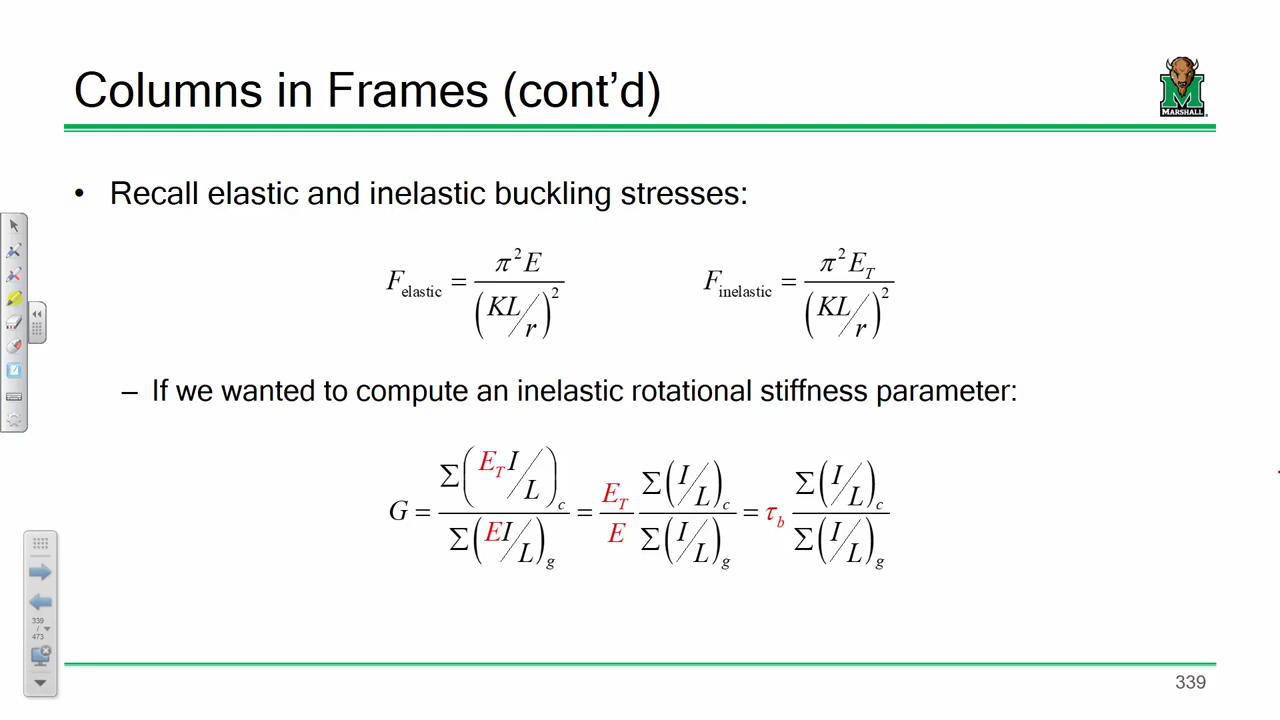 Columns in Frames (cont'd)
MARSHALL
• Recall elastic and inelastic buckling stresses:
F_elastic = π²E / (KL/r)²    F_inelastic = π²E_T / (KL/r)²
– If we wanted to compute an inelastic rotational stiffness parameter:
G = Σ(E_T I/L)_c / Σ(EI/L)_g = E_T/E Σ(I/L)_c / Σ(I/L)_g = τ_b Σ(I/L)_c / Σ(I/L)_g
339
/
473
339